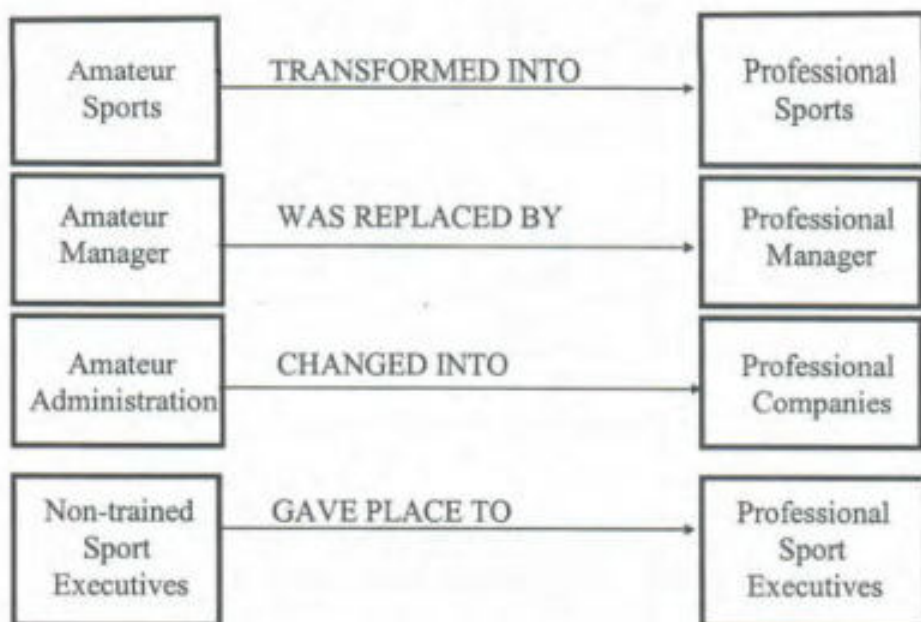 Amateur
Sports
TRANSFORMED INTO
Professional
Sports
Amateur
Manager
WAS REPLACED BY
Professional
Manager
Amateur
Administration
CHANGED INTO
Professional
Companies
Non-trained
Sport
Executives
GAVE PLACE TO
Professional
Sport
Executives